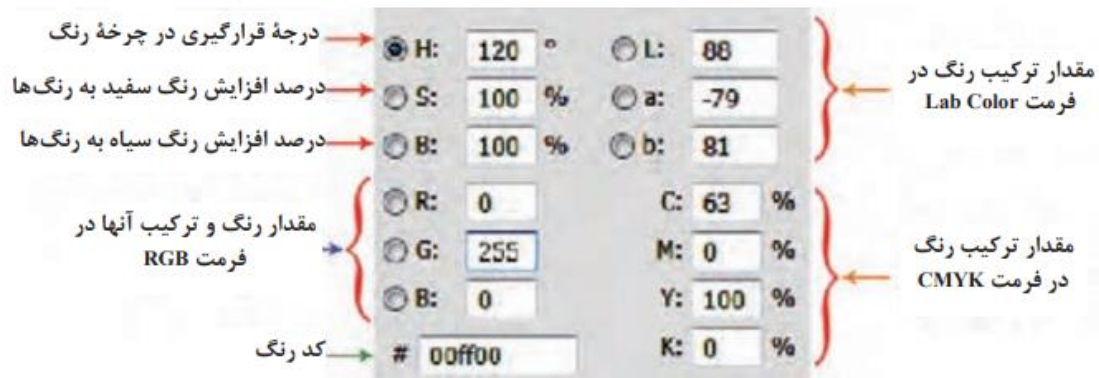 درجهٔ قرارگیری در چرخهٔ رنگ
درصد افزایش رنگ سفید به رنگ‌ها
درصد افزایش رنگ سیاه به رنگ‌ها
مقدار رنگ و ترکیب آنها در
فرمت RGB
کد رنگ
H: 120 °
S: 100 %
B: 100 %
R: 0
G: 255
B: 0
# 00ff00
L: 88
a: -79
b: 81
C: 63 %
M: 0 %
Y: 100 %
K: 0 %
مقدار ترکیب رنگ در
فرمت Lab Color
مقدار ترکیب رنگ
در فرمت CMYK